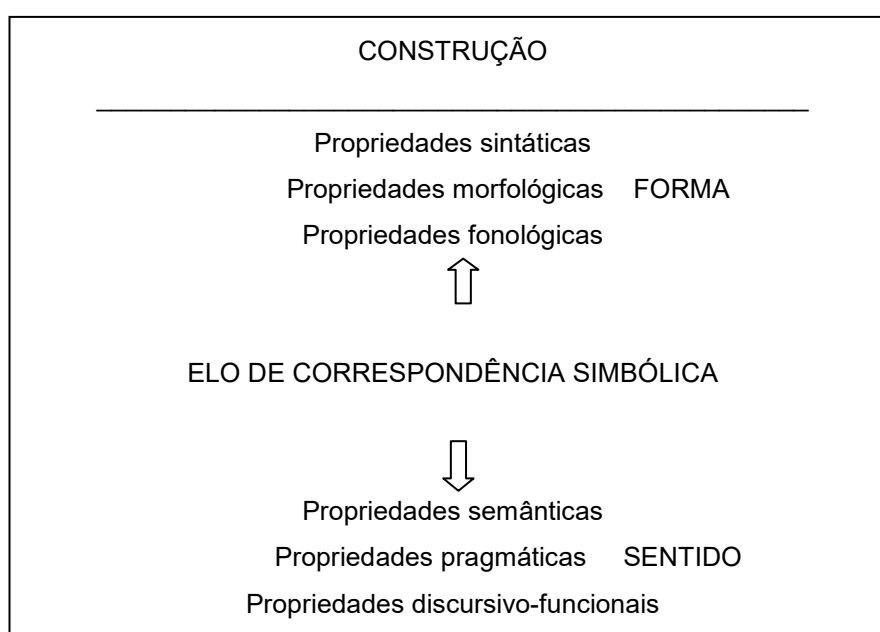 CONSTRUÇÃO
Propriedades sintáticas
Propriedades morfológicas FORMA
Propriedades fonológicas
ELO DE CORRESPONDÊNCIA SIMBÓLICA
Propriedades semânticas
Propriedades pragmáticas SENTIDO
Propriedades discursivo-funcionais